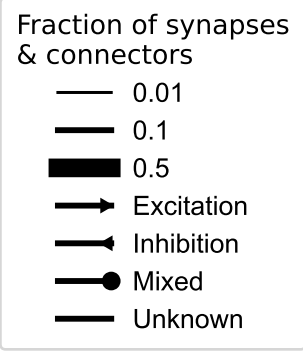 Fraction of synapses
& connectors
0.01
0.1
0.5
Excitation
Inhibition
Mixed
Unknown